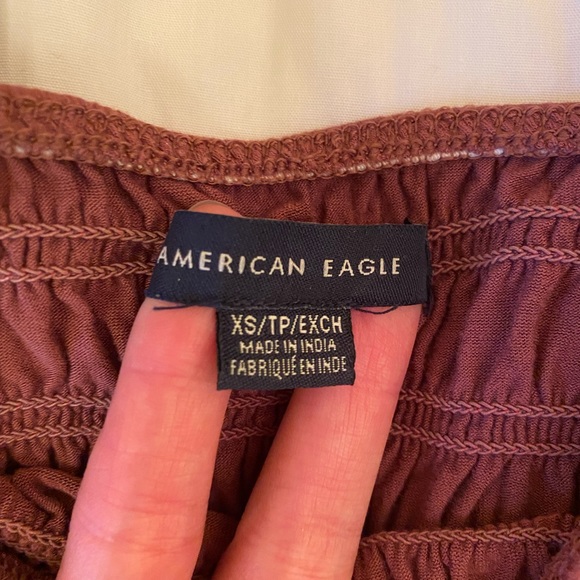 AMERICAN EAGLE
XS/TP/EXCH
MADE IN INDIA
FABRIQUÉ EN INDE